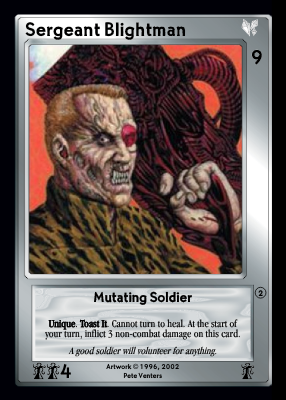 Sergeant Blightman
9
Mutating Soldier
2
Unique. Toast It. Cannot turn to heal. At the start of
your turn, inflict 3 non-combat damage on this card.
A good soldier will volunteer for anything.
4
Artwork © 1996, 2002
Pete Venters